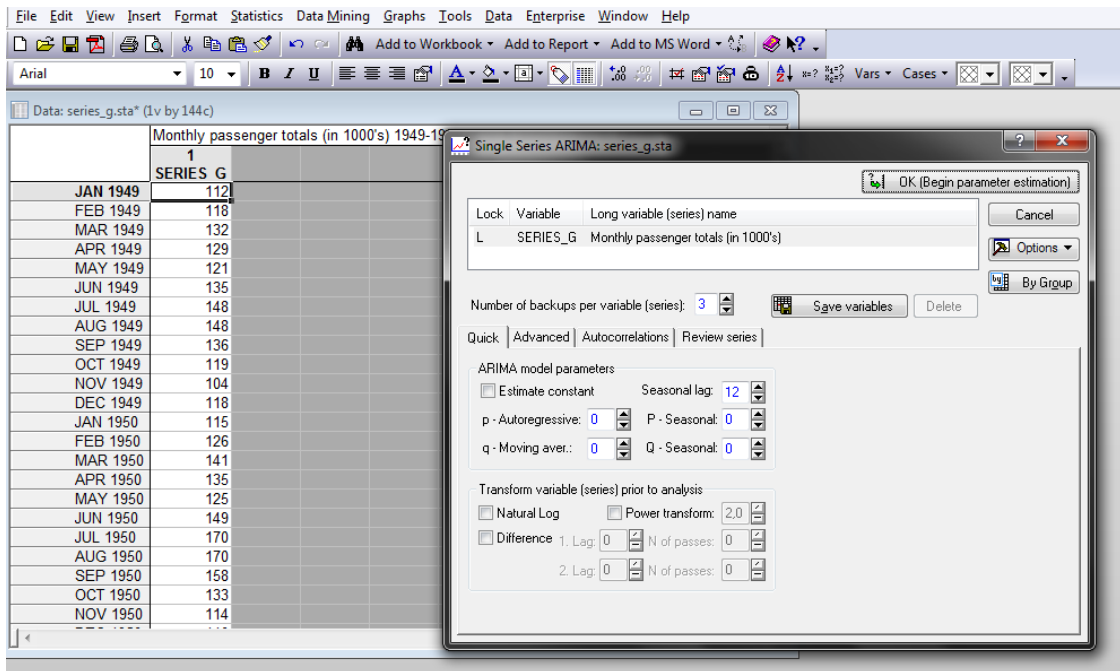 File Edit View Insert Format Statistics Data Mining Graphs Tools Data Enterprise Window Help
Add to Workbook Add to Report Add to MS Word
Arial 10 B I U Vars Cases
Data: series_g.sta* (1v by 144c)
Monthly passenger totals (in 1000's) 1949-19
1
SERIES_G
JAN 1949 112
FEB 1949 118
MAR 1949 132
APR 1949 129
MAY 1949 121
JUN 1949 135
JUL 1949 148
AUG 1949 148
SEP 1949 136
OCT 1949 119
NOV 1949 104
DEC 1949 118
JAN 1950 115
FEB 1950 126
MAR 1950 141
APR 1950 135
MAY 1950 125
JUN 1950 149
JUL 1950 170
AUG 1950 170
SEP 1950 158
OCT 1950 133
NOV 1950 114
Single Series ARIMA: series_g.sta
OK (Begin parameter estimation)
Lock Variable Long variable (series) name
L SERIES_G Monthly passenger totals (in 1000's)
Cancel
Options
By Group
Number of backups per variable (series): 3 Save variables Delete
Quick Advanced Autocorrelations Review series
ARIMA model parameters
Estimate constant Seasonal lag: 12
p - Autoregressive: 0 P - Seasonal: 0
q - Moving aver.: 0 Q - Seasonal: 0
Transform variable (series) prior to analysis
Natural Log Power transform: 2,0
Difference 1. Lag: 0 N of passes: 0
2. Lag: 0 N of passes: 0